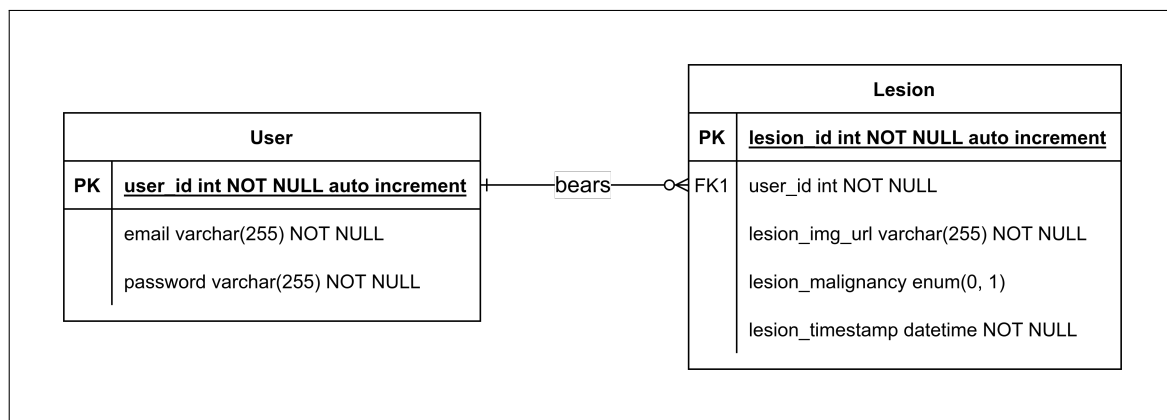 User
PK user_id int NOT NULL auto increment
email varchar(255) NOT NULL
password varchar(255) NOT NULL
bears
Lesion
PK lesion_id int NOT NULL auto increment
FK1 user_id int NOT NULL
lesion_img_url varchar(255) NOT NULL
lesion_malignancy enum(0, 1)
lesion_timestamp datetime NOT NULL